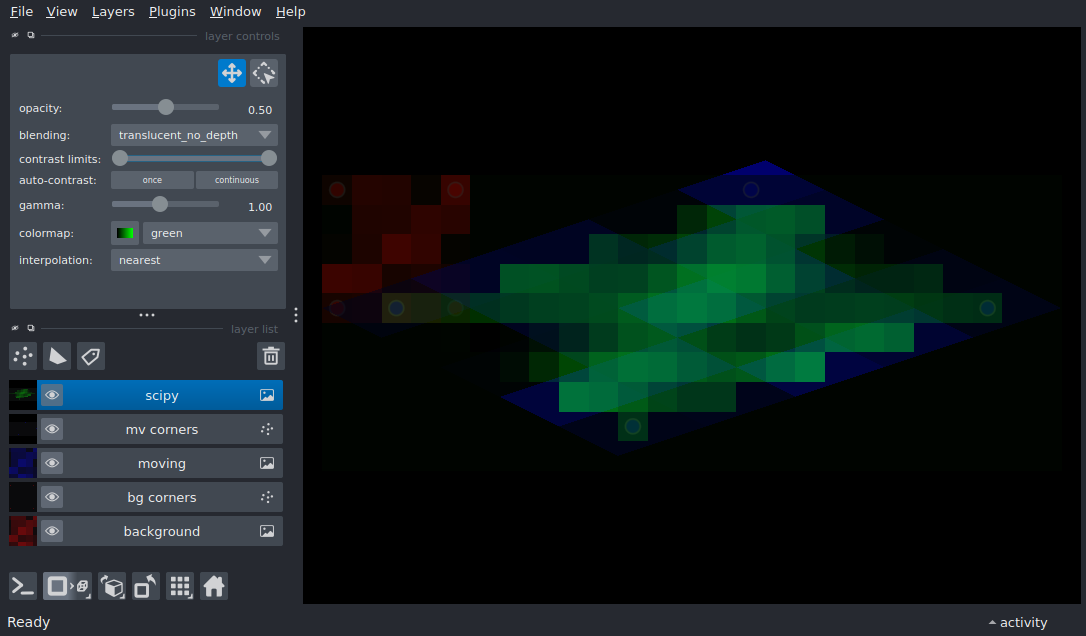 File View Layers Plugins Window Help
layer controls
opacity: 0.50
blending: translucent_no_depth
contrast limits:
auto-contrast: once continuous
gamma: 1.00
colormap: green
interpolation: nearest
layer list
scipy
mv corners
moving
bg corners
background
Ready activity